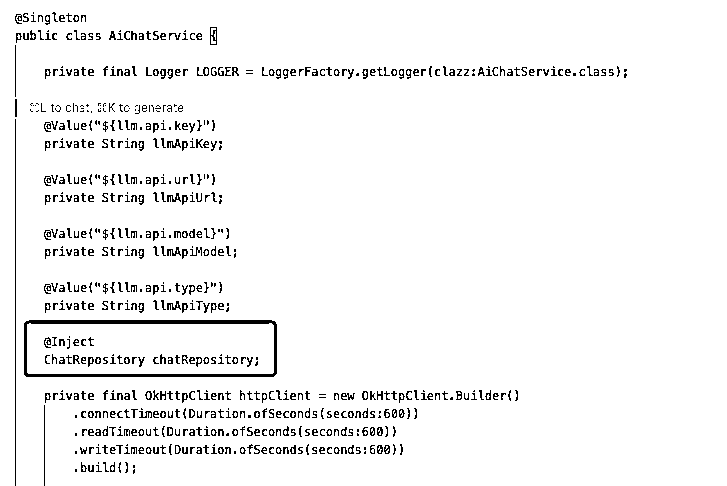 @Singleton
public class AiChatService {
private final Logger LOGGER = LoggerFactory.getLogger(clazz:AiChatService.class);
⌘L to chat, ⌘K to generate
@Value("${llm.api.key}")
private String llmApiKey;
@Value("${llm.api.url}")
private String llmApiUrl;
@Value("${llm.api.model}")
private String llmApiModel;
@Value("${llm.api.type}")
private String llmApiType;
@Inject
ChatRepository chatRepository;
private final OkHttpClient httpClient = new OkHttpClient.Builder()
.connectTimeout(Duration.ofSeconds(seconds:600))
.readTimeout(Duration.ofSeconds(seconds:600))
.writeTimeout(Duration.ofSeconds(seconds:600))
.build();